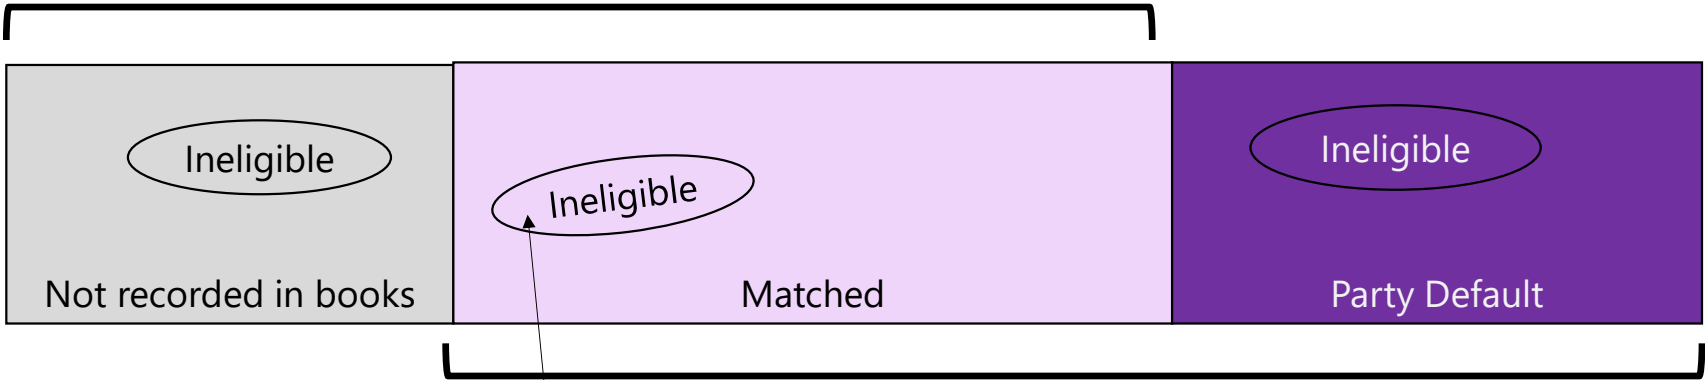 Ineligible
Not recorded in books
Ineligible
Matched
Ineligible
Party Default